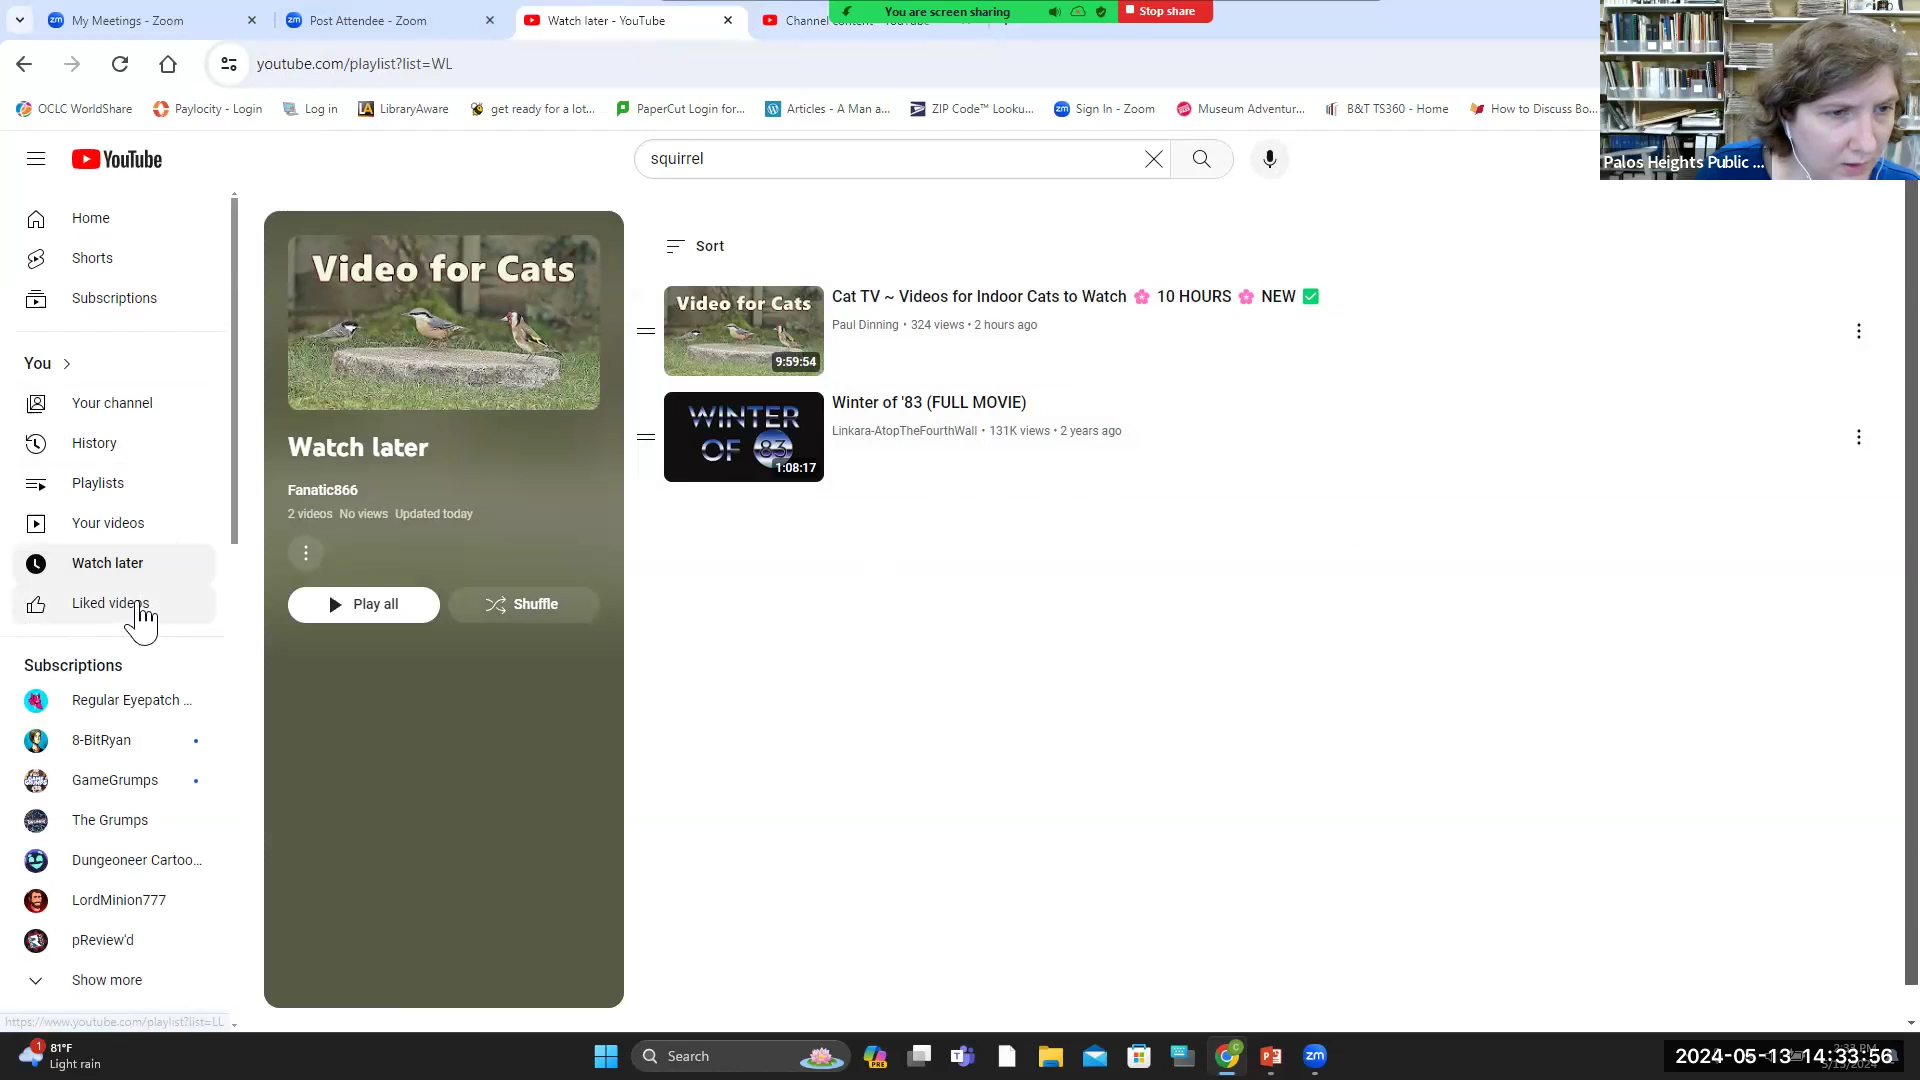 My Meetings - Zoom
Post Attendee - Zoom
Watch later - YouTube
You are screen sharing
Stop share
youtube.com/playlist?list=WL
OCLC WorldShare
Paylocity - Login
Log in
LibraryAware
get ready for a lot...
PaperCut Login for...
Articles - A Man a...
ZIP Code™ Looku...
Sign In - Zoom
Museum Adventur...
B&T TS360 - Home
How to Discuss Bo...
Palos Heights Public ...
YouTube
squirrel
Home
Shorts
Subscriptions
You
Your channel
History
Playlists
Your videos
Watch later
Liked videos
Subscriptions
Regular Eyepatch ...
8-BitRyan
GameGrumps
The Grumps
Dungeoneer Cartoo...
LordMinion777
pReview'd
Show more
https://www.youtube.com/playlist?list=LL
Video for Cats
Watch later
Fanatic866
2 videos No views Updated today
Play all
Shuffle
Sort
Video for Cats
9:59:54
Cat TV ~ Videos for Indoor Cats to Watch 🌸 10 HOURS 🌸 NEW ✅
Paul Dinning • 324 views • 2 hours ago
WINTER
OF 83
1:08:17
Winter of '83 (FULL MOVIE)
Linkara-AtopTheFourthWall • 131K views • 2 years ago
1
81°F
Light rain
Search
PRE
2024-05-13 14:33:56